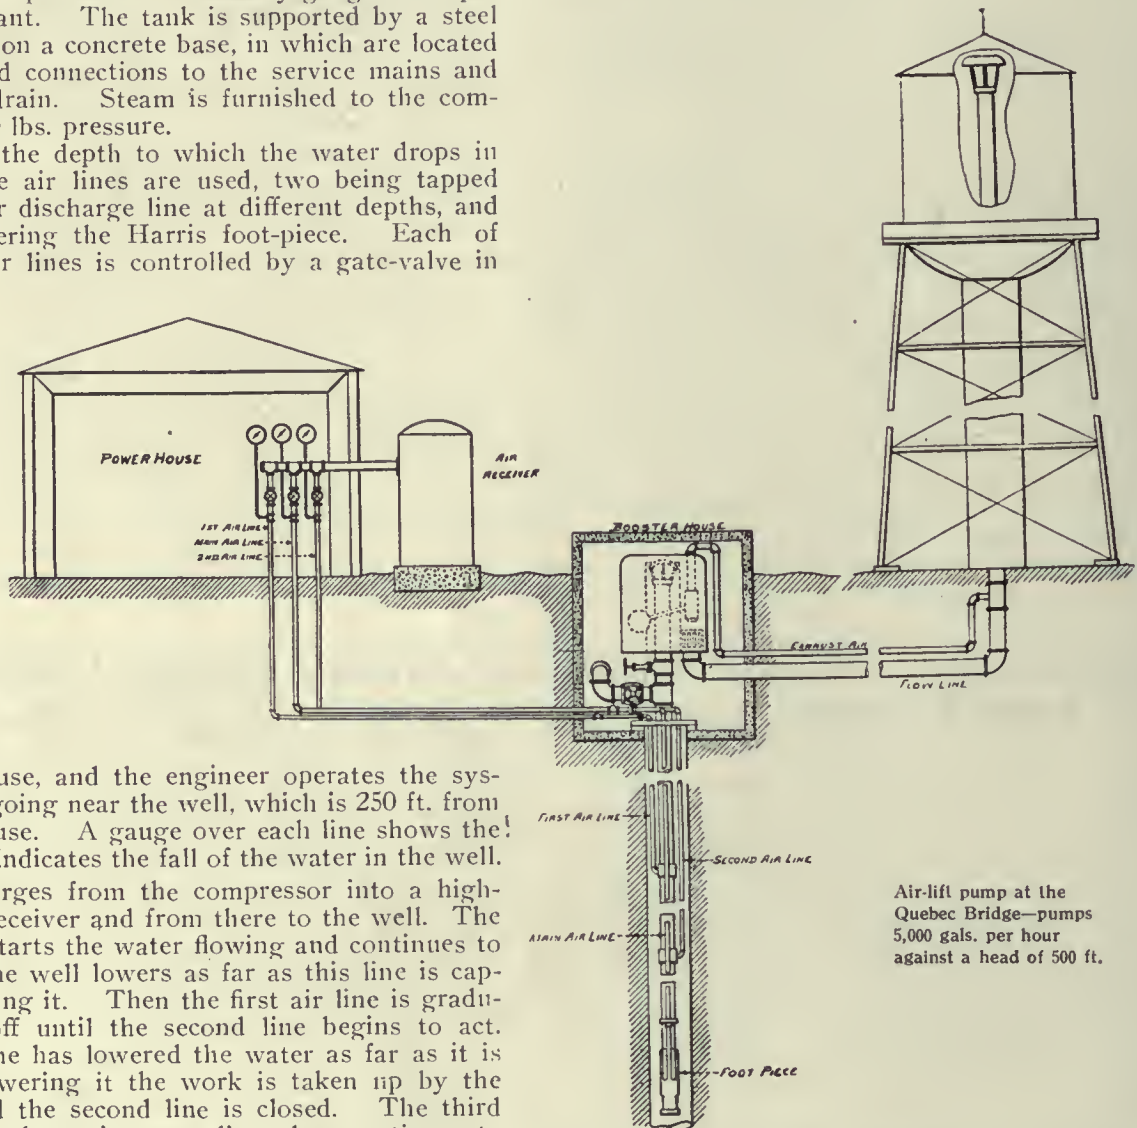 ant. The tank is supported by a steel
on a concrete base, in which are located
d connections to the service mains and
drain. Steam is furnished to the com-
lbs. pressure.
the depth to which the water drops in
e air lines are used, two being tapped
r discharge line at different depths, and
ering the Harris foot-piece. Each of
r lines is controlled by a gate-valve in
POWER HOUSE
AIR
RECEIVER
1ST AIR LINE
MAIN AIR LINE
2ND AIR LINE
BOOSTER HOUSE
EXHAUST AIR
FLOW LINE
use, and the engineer operates the sys-
going near the well, which is 250 ft. from
use. A gauge over each line shows the
indicates the fall of the water in the well.
rges from the compressor into a high-
eceiver and from there to the well. The
tarts the water flowing and continues to
e well lowers as far as this line is cap-
ng it. Then the first air line is gradu-
ff until the second line begins to act.
ne has lowered the water as far as it is
wering it the work is taken up by the
d the second line is closed. The third
FIRST AIR LINE
SECOND AIR LINE
MAIN AIR LINE
FOOT PIECE
Air-lift pump at the
Quebec Bridge—pumps
5,000 gals. per hour
against a head of 500 ft.